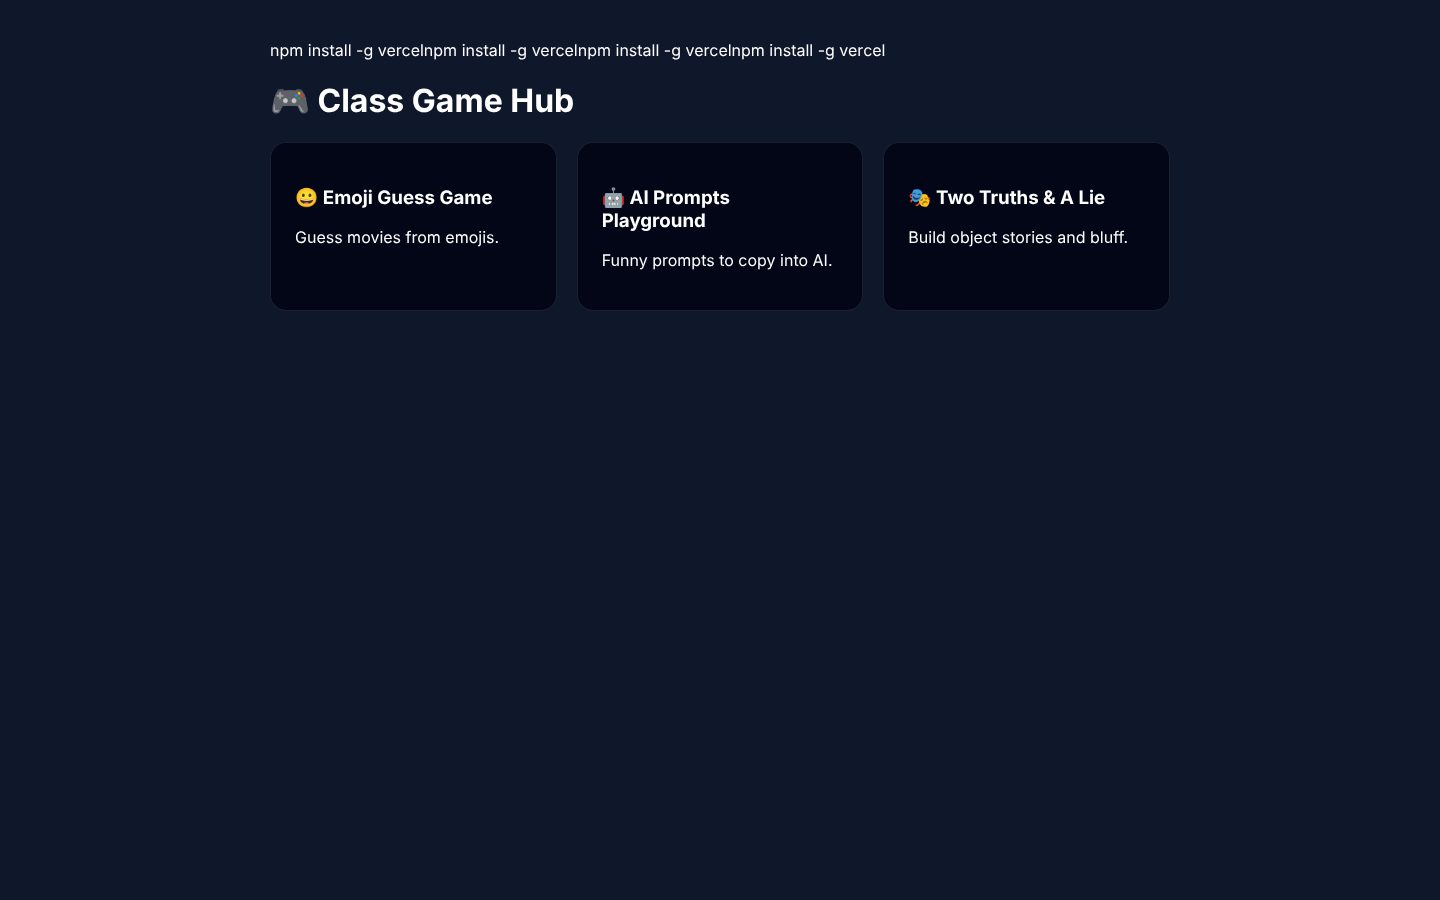 npm install -g vercelnpm install -g vercelnpm install -g vercelnpm install -g vercel
🎮 Class Game Hub
😀 Emoji Guess Game
Guess movies from emojis.
🤖 AI Prompts
Playground
Funny prompts to copy into AI.
🎭 Two Truths & A Lie
Build object stories and bluff.